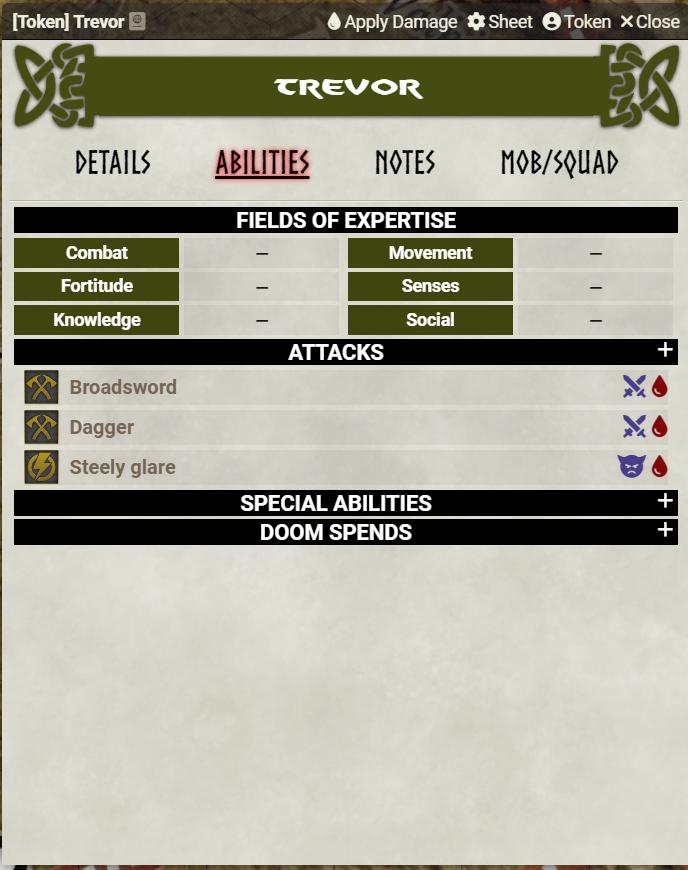 [Token] Trevor Apply Damage Sheet Token Close
TREVOR
DETAILS ABILITIES NOTES MOB/SQUAD
FIELDS OF EXPERTISE
Combat – Movement –
Fortitude – Senses –
Knowledge – Social –
ATTACKS +
Broadsword
Dagger
Steely glare
SPECIAL ABILITIES +
DOOM SPENDS +